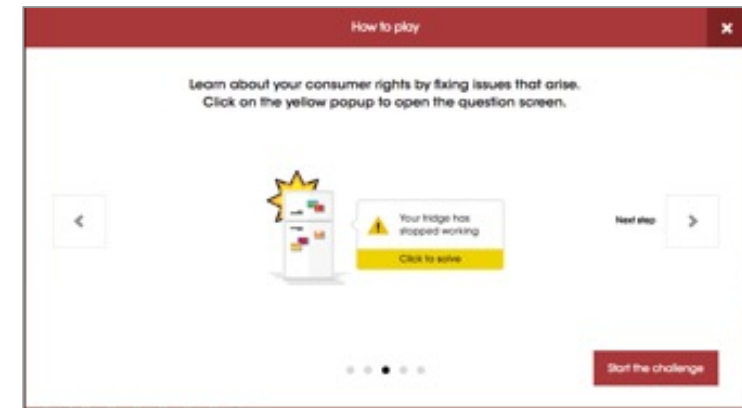 How to play
Learn about your consumer rights by fixing issues that arise.
Click on the yellow popup to open the question screen.
Your fridge has
stopped working
Click to solve
Next step
Start the challenge